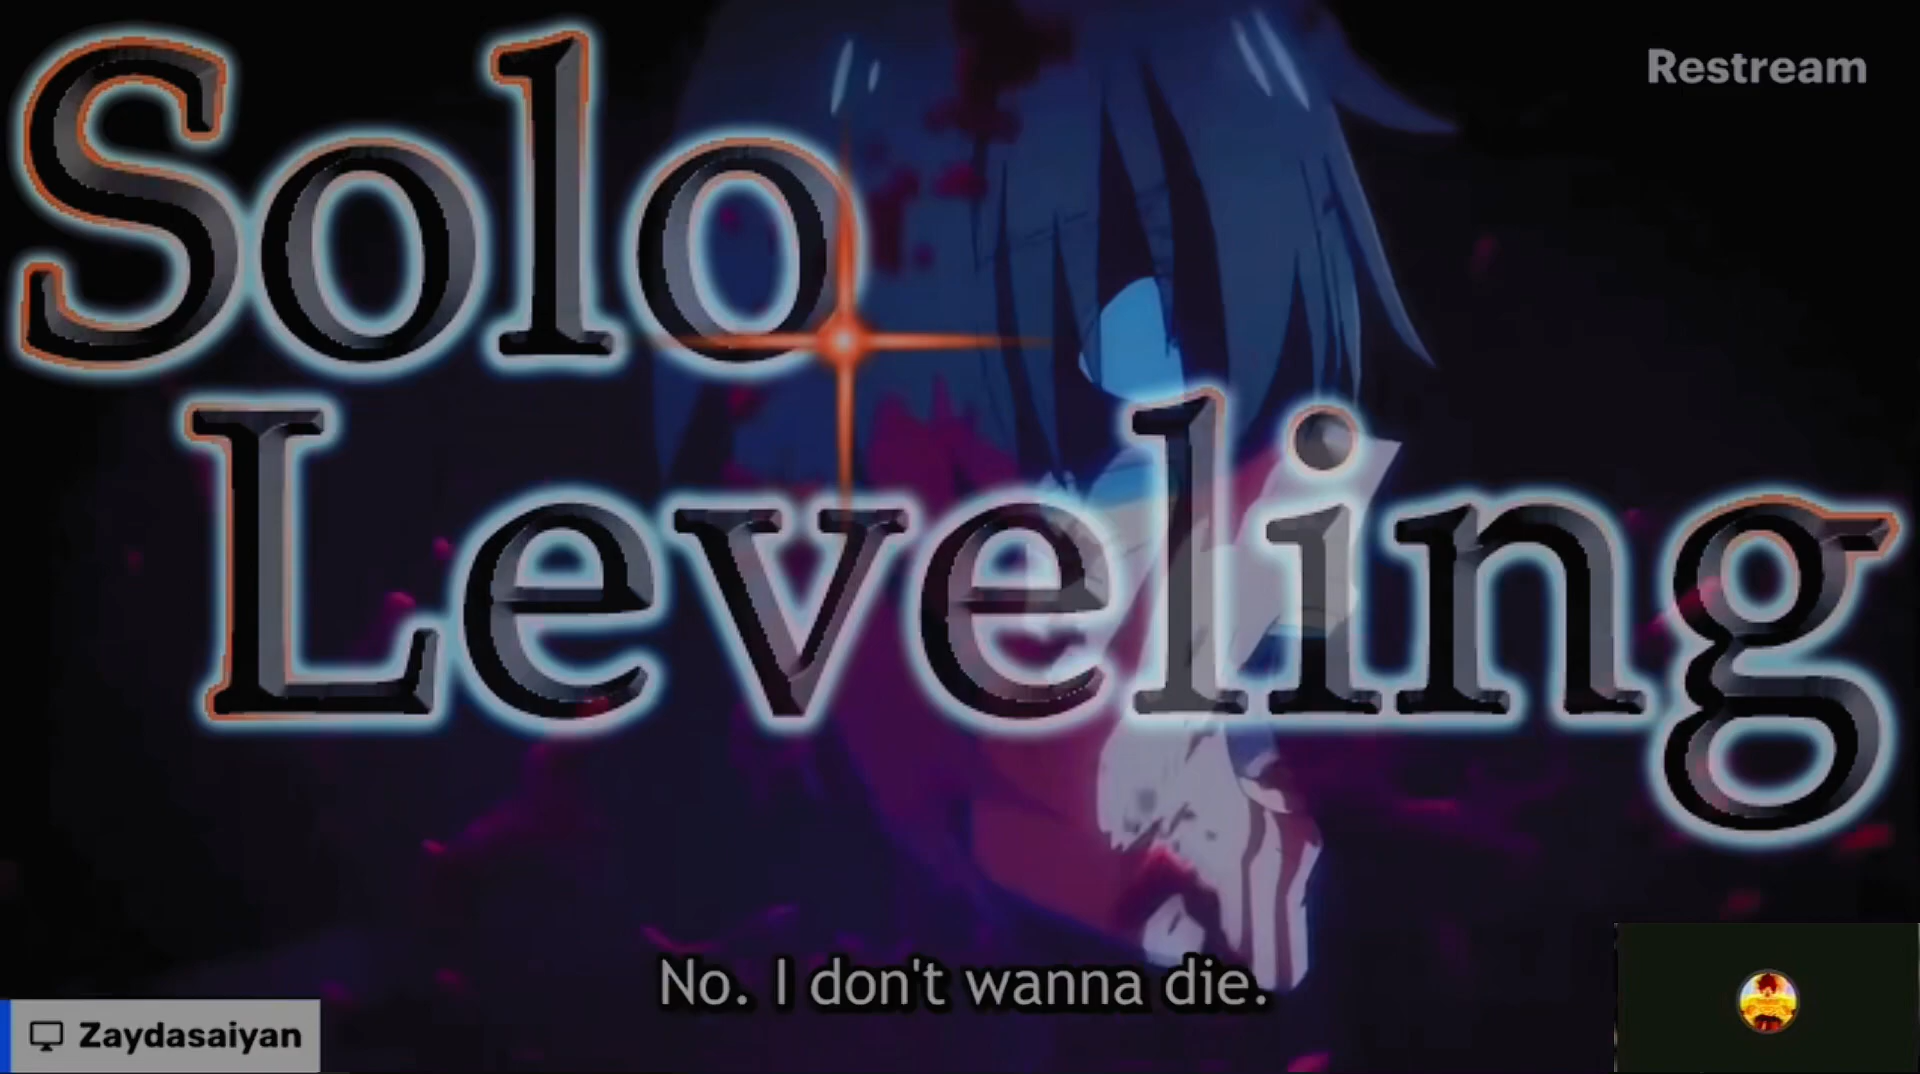 Restream
Solo
Leveling
No. I don't wanna die.
Zaydasaiyan